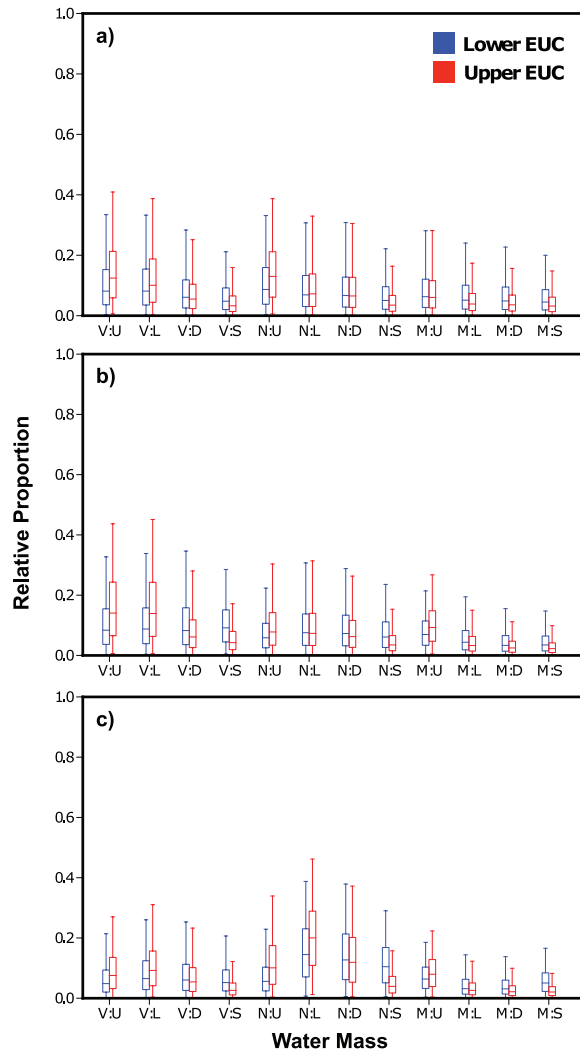 a)
Lower EUC
Upper EUC
1.0
0.8
0.6
0.4
0.2
0.0
V:U V:L V:D V:S N:U N:L N:D N:S M:U M:L M:D M:S
b)
1.0
0.8
0.6
0.4
0.2
0.0
V:U V:L V:D V:S N:U N:L N:D N:S M:U M:L M:D M:S
Relative Proportion
c)
1.0
0.8
0.6
0.4
0.2
0.0
V:U V:L V:D V:S N:U N:L N:D N:S M:U M:L M:D M:S
Water Mass